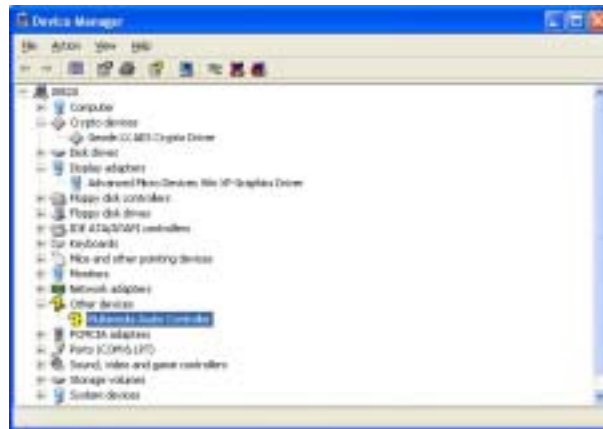 Device Manager
File Action View Help
Computer
Crypto devices
Geode LX AES Crypto Driver
Disk drives
Display adapters
Advanced Micro Devices Win XP Graphics Driver
Floppy disk controllers
Floppy disk drives
IDE ATA/ATAPI controllers
Keyboards
Mice and other pointing devices
Monitors
Network adapters
Other devices
Multimedia Audio Controller
PCMCIA adapters
Ports (COM & LPT)
Sound, video and game controllers
Storage volumes
System devices